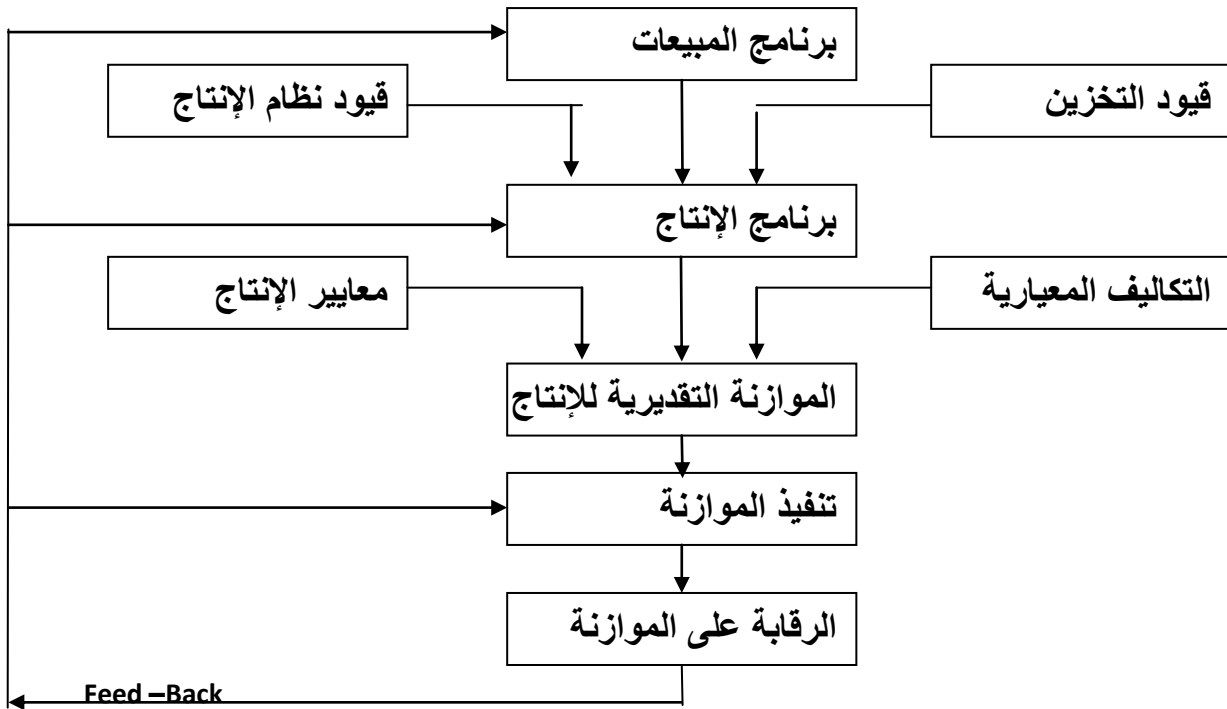 برنامج المبيعات
قيود التخزين
قيود نظام الإنتاج
برنامج الإنتاج
التكاليف المعيارية
معايير الإنتاج
الموازنة التقديرية للإنتاج
تنفيذ الموازنة
الرقابة على الموازنة
Feed –Back